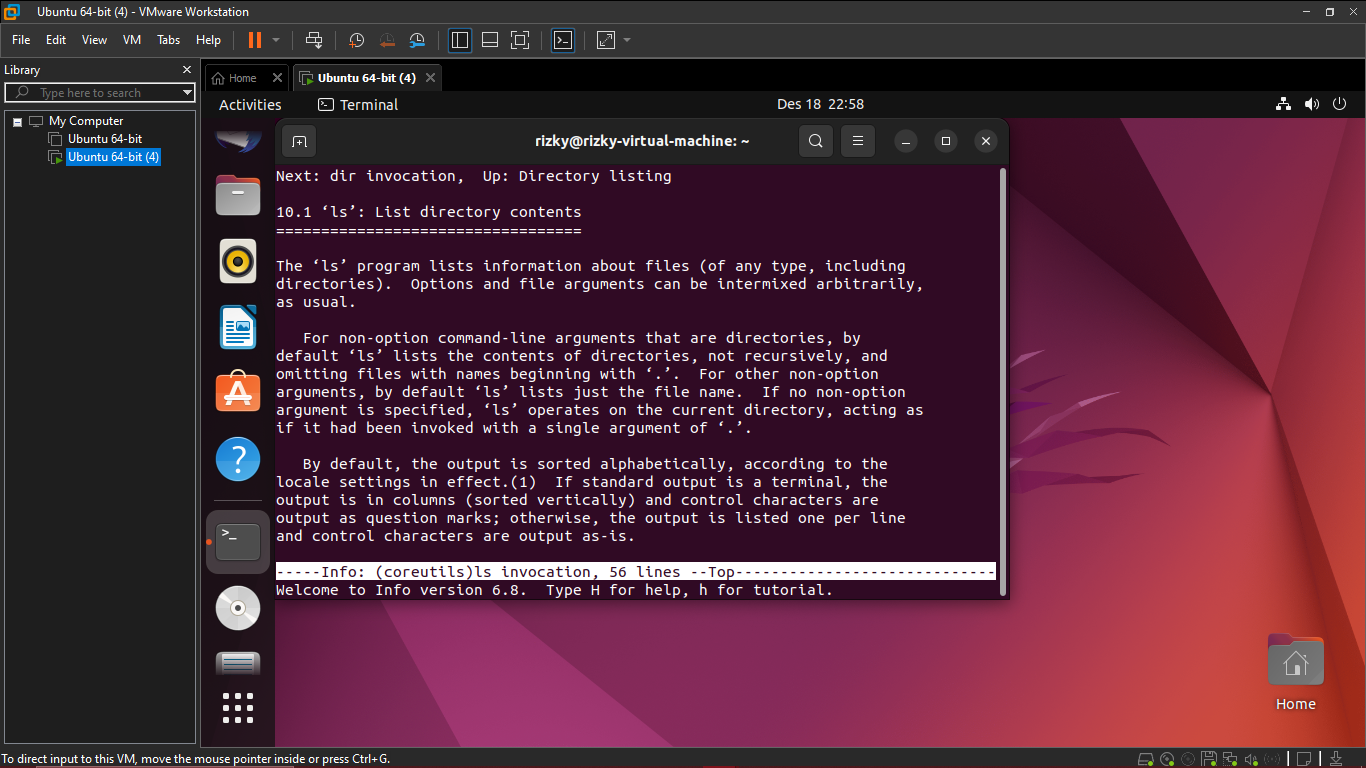 Ubuntu 64-bit (4) - VMware Workstation
File Edit View VM Tabs Help
Library
Home
Ubuntu 64-bit (4)
Type here to search
My Computer
Ubuntu 64-bit
Ubuntu 64-bit (4)
Activities
Terminal
Des 18 22:58
rizky@rizky-virtual-machine: ~
Next: dir invocation,  Up: Directory listing
10.1 ‘ls’: List directory contents
==================================
The ‘ls’ program lists information about files (of any type, including
directories).  Options and file arguments can be intermixed arbitrarily,
as usual.
For non-option command-line arguments that are directories, by
default ‘ls’ lists the contents of directories, not recursively, and
omitting files with names beginning with ‘.’.  For other non-option
arguments, by default ‘ls’ lists just the file name.  If no non-option
argument is specified, ‘ls’ operates on the current directory, acting as
if it had been invoked with a single argument of ‘.’.
By default, the output is sorted alphabetically, according to the
locale settings in effect.(1)  If standard output is a terminal, the
output is in columns (sorted vertically) and control characters are
output as question marks; otherwise, the output is listed one per line
and control characters are output as-is.
-----Info: (coreutils)ls invocation, 56 lines --Top-----------------------------
Welcome to Info version 6.8.  Type H for help, h for tutorial.
Home
To direct input to this VM, move the mouse pointer inside or press Ctrl+G.